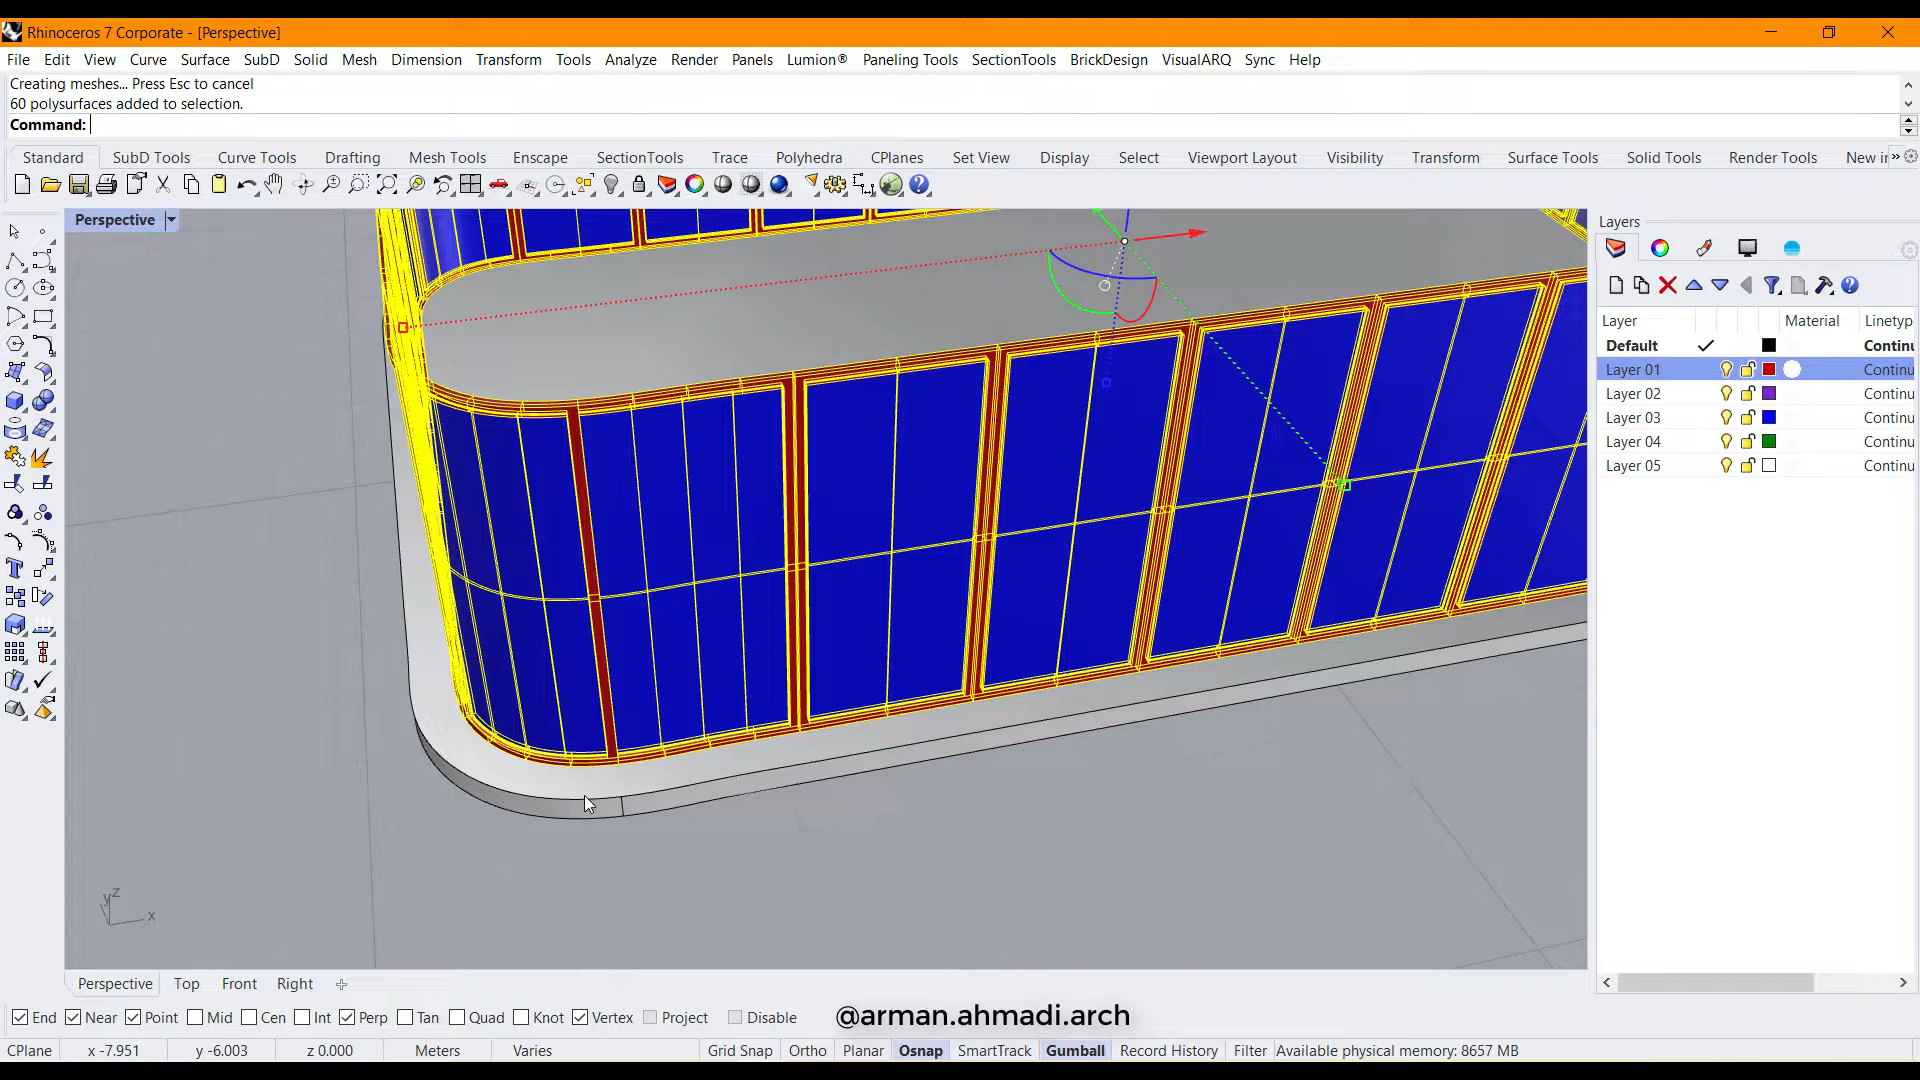 Rhinoceros 7 Corporate - [Perspective]
File Edit View Curve Surface SubD Solid Mesh Dimension Transform Tools Analyze Render Panels Lumion® Paneling Tools SectionTools BrickDesign VisualARQ Sync Help
Creating meshes... Press Esc to cancel
60 polysurfaces added to selection.
Command:
Standard SubD Tools Curve Tools Drafting Mesh Tools Enscape SectionTools Trace Polyhedra CPlanes Set View Display Select Viewport Layout Visibility Transform Surface Tools Solid Tools Render Tools New in
Perspective
Layers
Layer Material Linetyp
Default Continu
Layer 01 Continu
Layer 02 Continu
Layer 03 Continu
Layer 04 Continu
Layer 05 Continu
z
y
x
Perspective Top Front Right
End Near Point Mid Cen Int Perp Tan Quad Knot Vertex Project Disable
@arman.ahmadi.arch
CPlane x -7.951 y -6.003 z 0.000 Meters Varies Grid Snap Ortho Planar Osnap SmartTrack Gumball Record History Filter Available physical memory: 8657 MB